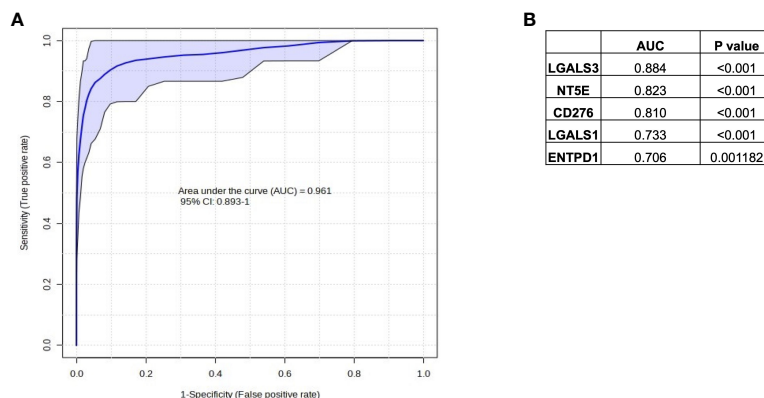 A
1.0
0.8
0.6
0.4
0.2
0.0
Sensitivity (True positive rate)
Area under the curve (AUC) = 0.961
95% CI: 0.893-1
0.0 0.2 0.4 0.6 0.8 1.0
1-Specificity (False positive rate)
B
AUC P value
LGALS3 0.884 <0.001
NT5E 0.823 <0.001
CD276 0.810 <0.001
LGALS1 0.733 <0.001
ENTPD1 0.706 0.001182